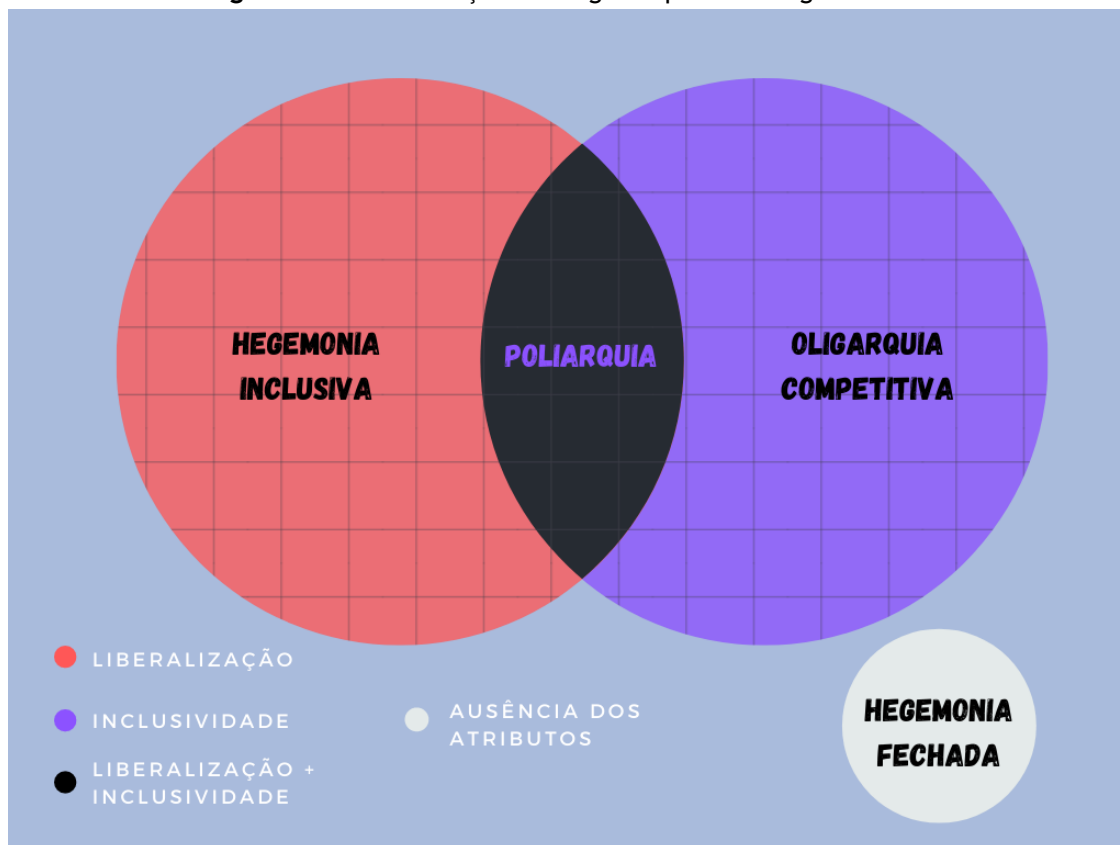 HEGEMONIA
INCLUSIVA
POLIARQUIA
OLIGARQUIA
COMPETITIVA
LIBERALIZAÇÃO
INCLUSIVIDADE
LIBERALIZAÇÃO +
INCLUSIVIDADE
AUSÊNCIA DOS
ATRIBUTOS
HEGEMONIA
FECHADA